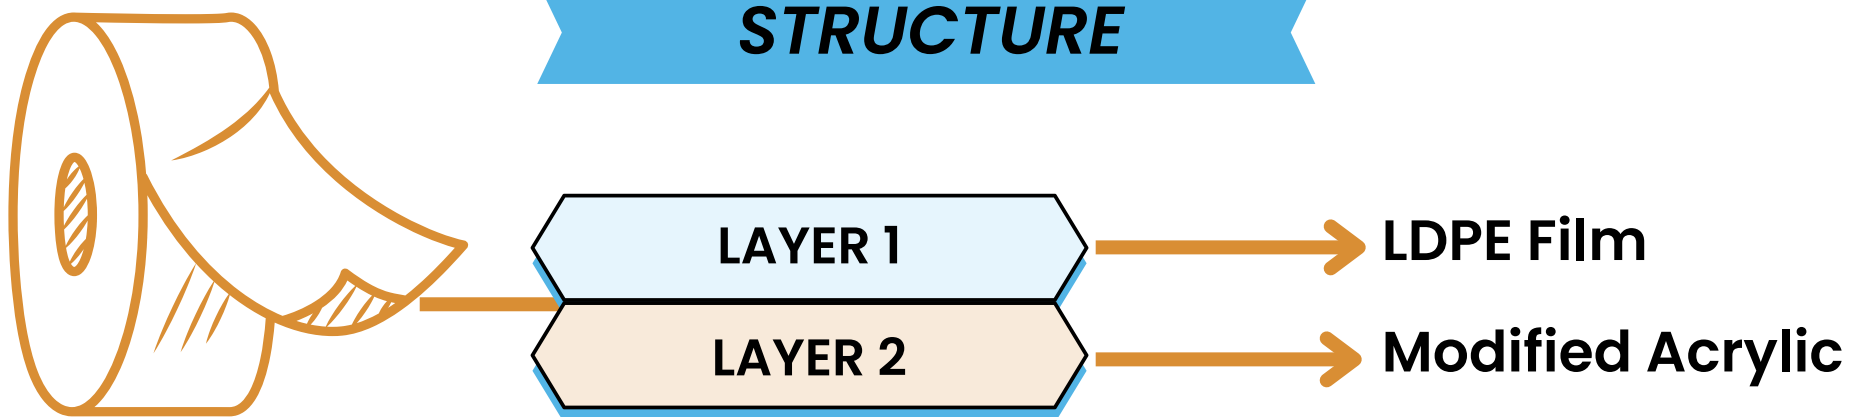 STRUCTURE
LAYER 1
LDPE Film
LAYER 2
Modified Acrylic